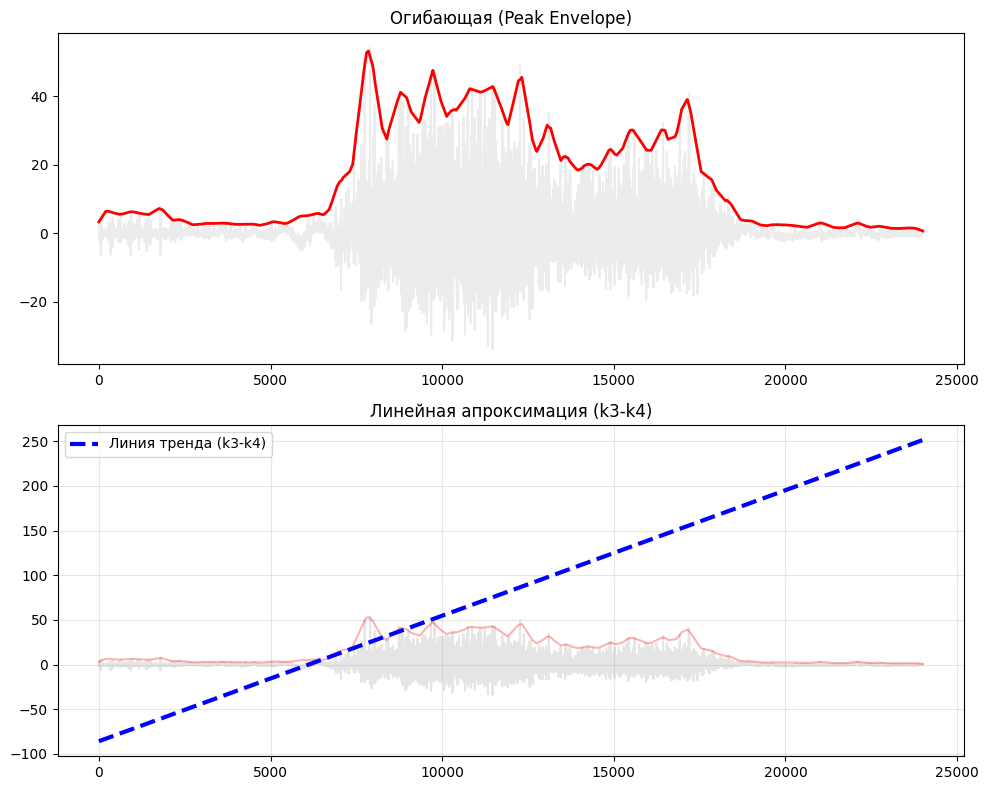 Огибающая (Peak Envelope)
40
20
0
−20
0 5000 10000 15000 20000 25000
Линейная апроксимация (k3-k4)
Линия тренда (k3-k4)
250
200
150
100
50
0
−50
−100
0 5000 10000 15000 20000 25000